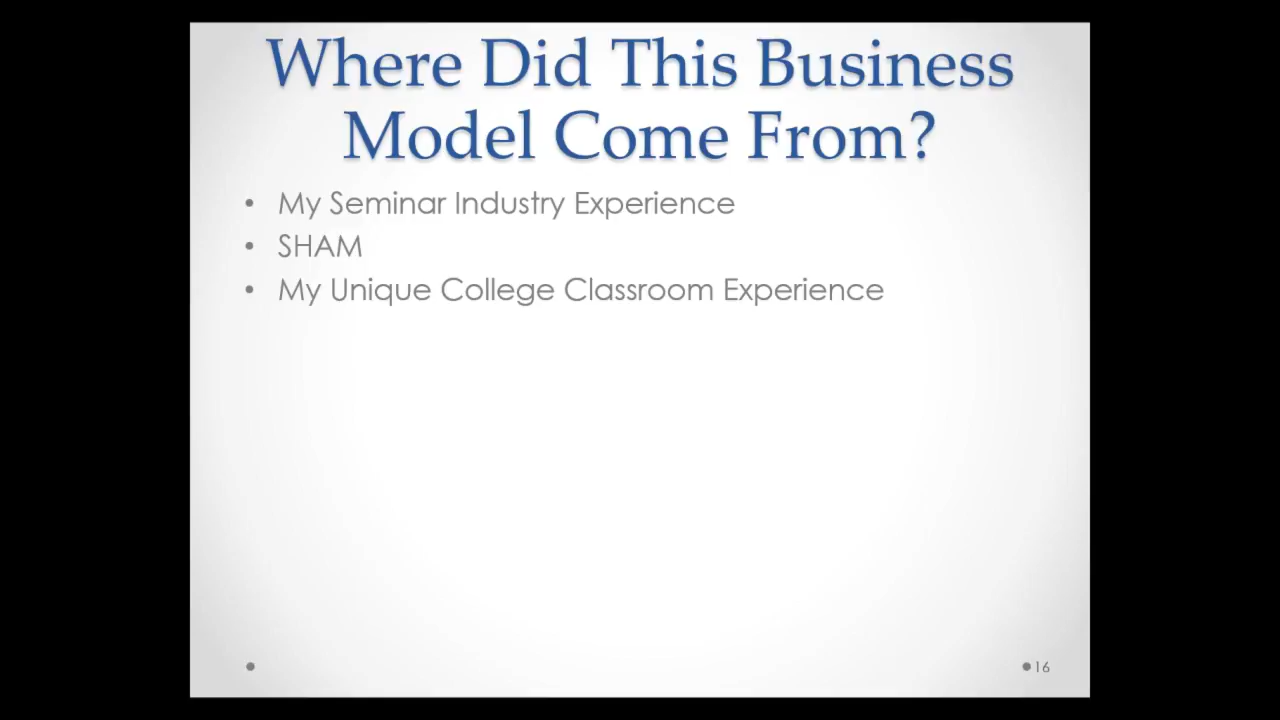 Where Did This Business
Model Come From?
• My Seminar Industry Experience
• SHAM
• My Unique College Classroom Experience
16